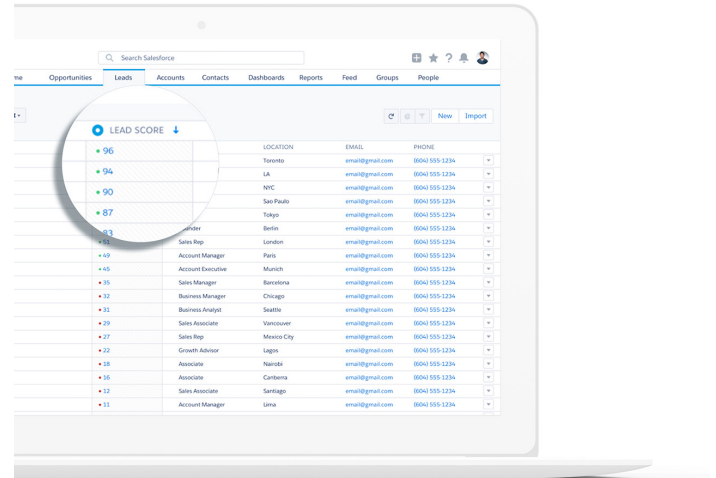 Search Salesforce
me Opportunities Leads Accounts Contacts Dashboards Reports Feed Groups People
New Import
LEAD SCORE LOCATION EMAIL PHONE
96 Toronto email@gmail.com (604) 555-1234
94 LA email@gmail.com (604) 555-1234
90 NYC email@gmail.com (604) 555-1234
Sao Paulo email@gmail.com (604) 555-1234
87 Tokyo email@gmail.com (604) 555-1234
83 Berlin email@gmail.com (604) 555-1234
51 Sales Rep London email@gmail.com (604) 555-1234
49 Account Manager Paris email@gmail.com (604) 555-1234
45 Account Executive Munich email@gmail.com (604) 555-1234
35 Sales Manager Barcelona email@gmail.com (604) 555-1234
32 Business Manager Chicago email@gmail.com (604) 555-1234
31 Business Analyst Seattle email@gmail.com (604) 555-1234
29 Sales Associate Vancouver email@gmail.com (604) 555-1234
27 Sales Rep Mexico City email@gmail.com (604) 555-1234
22 Growth Advisor Lagos email@gmail.com (604) 555-1234
18 Associate Nairobi email@gmail.com (604) 555-1234
16 Associate Canberra email@gmail.com (604) 555-1234
12 Sales Associate Santiago email@gmail.com (604) 555-1234
11 Account Manager Lima email@gmail.com (604) 555-1234